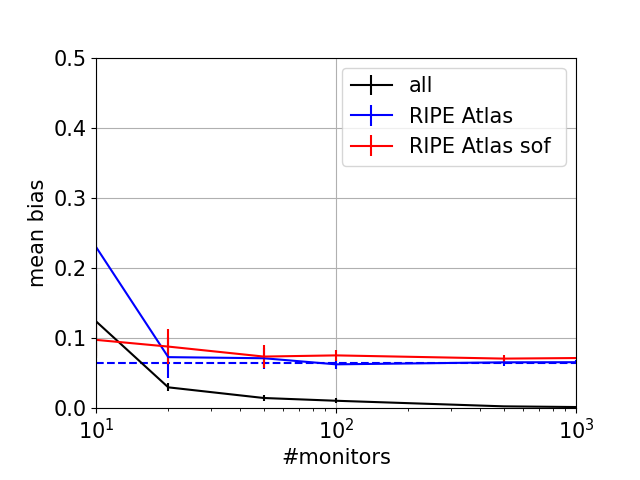 0.5
0.4
0.3
0.2
0.1
0.0
mean bias
10¹
10²
10³
#monitors
all
RIPE Atlas
RIPE Atlas sof